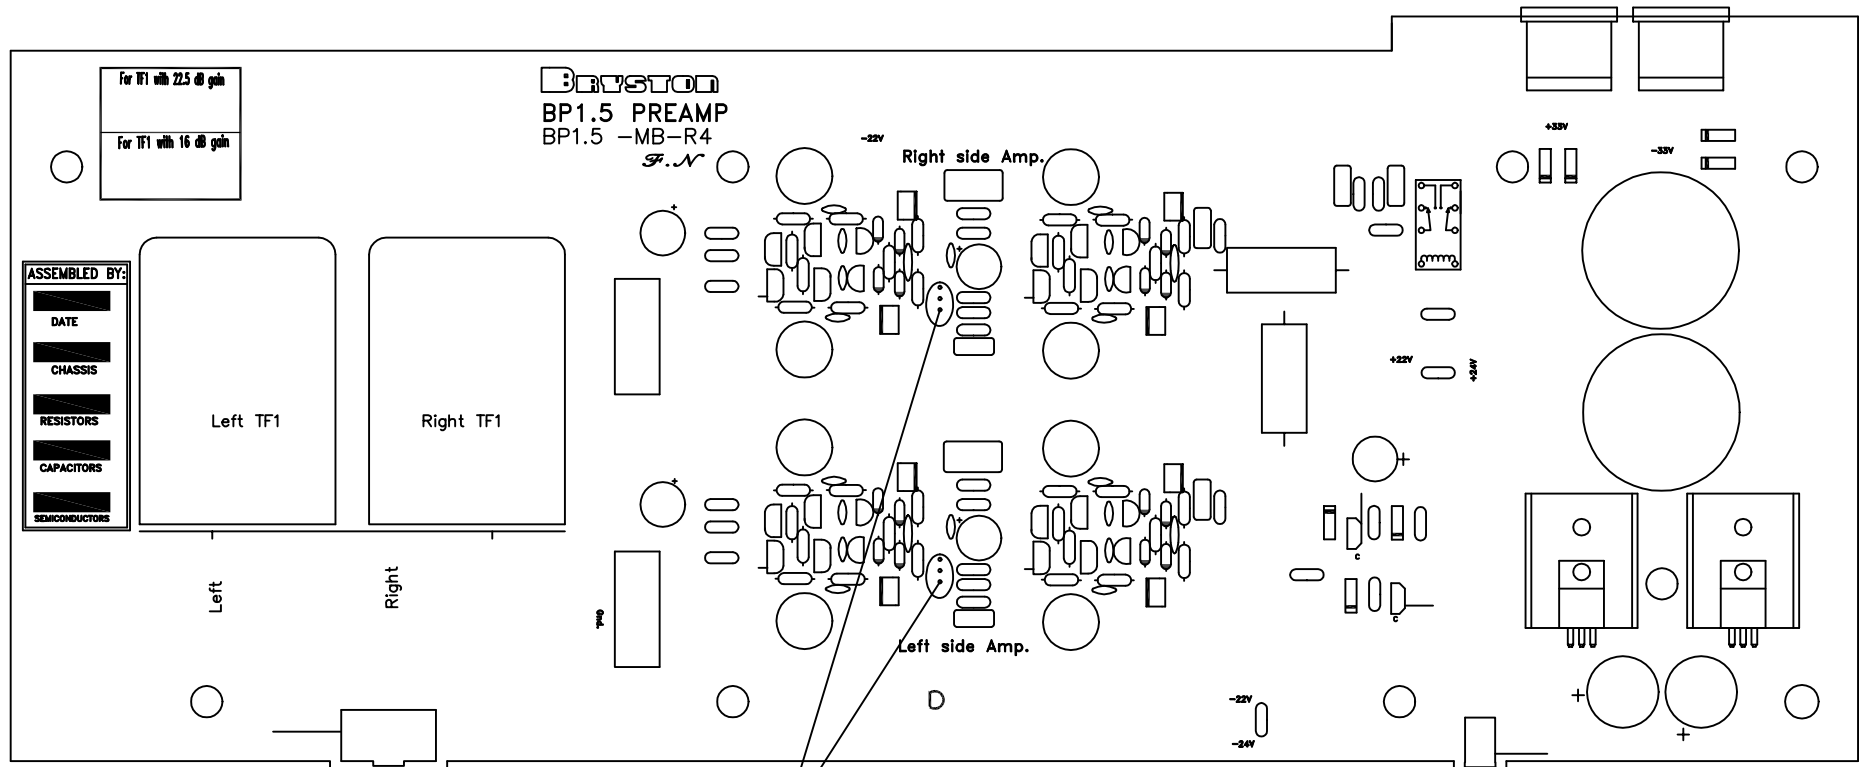 For TF1 with 22.5 dB gain
For TF1 with 16 dB gain
BRYSTON
BP1.5 PREAMP
BP1.5 -MB-R4
F.N
-22V
Right side Amp.
+33V
-33V
ASSEMBLED BY:
DATE
CHASSIS
RESISTORS
CAPACITORS
SEMICONDUCTORS
Left TF1
Right TF1
+22V
+24V
Left
Right
Gnd.
C
C
Left side Amp.
D
-22V
-24V